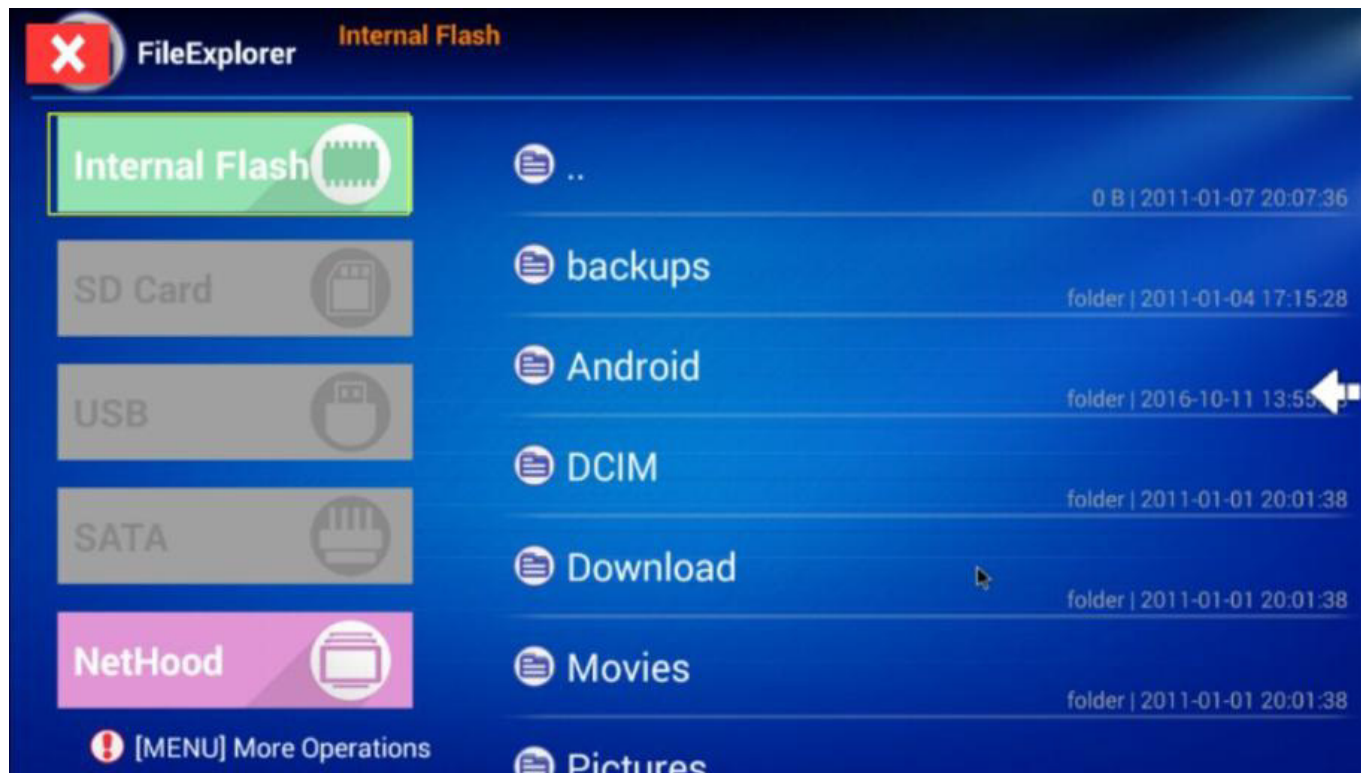 FileExplorer
Internal Flash
Internal Flash
SD Card
USB
SATA
NetHood
[MENU] More Operations
..
0 B | 2011-01-07 20:07:36
backups
folder | 2011-01-04 17:15:28
Android
folder | 2016-10-11
DCIM
folder | 2011-01-01 20:01:38
Download
folder | 2011-01-01 20:01:38
Movies
folder | 2011-01-01 20:01:38
Pictures